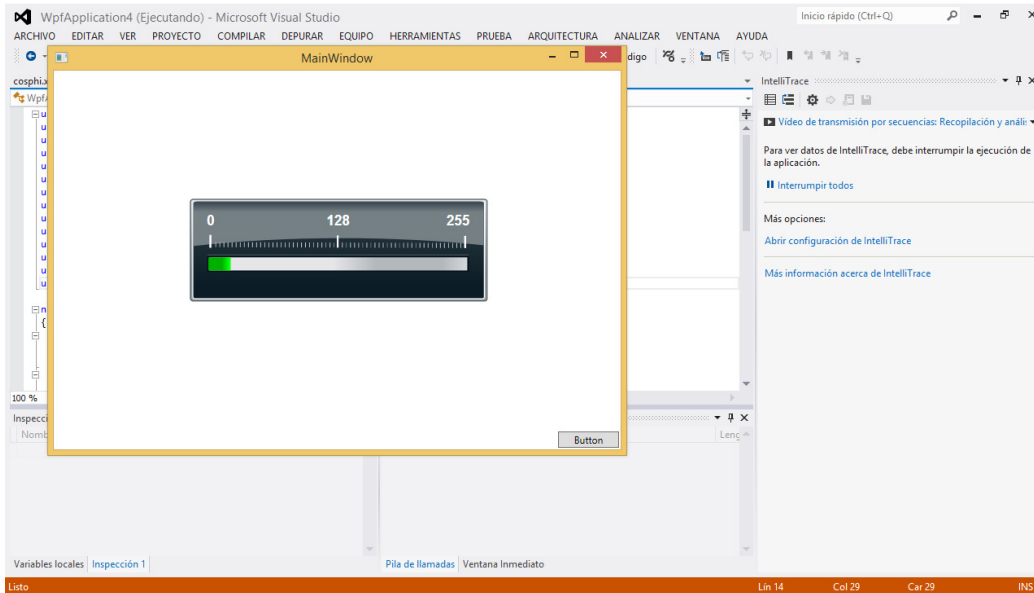 WpfApplication4 (Ejecutando) - Microsoft Visual Studio
Inicio rápido (Ctrl+Q)
ARCHIVO EDITAR VER PROYECTO COMPILAR DEPURAR EQUIPO HERRAMIENTAS PRUEBA ARQUITECTURA ANALIZAR VENTANA AYUDA
MainWindow
digo
cosphi.x
IntelliTrace
WpfA
Vídeo de transmisión por secuencias: Recopilación y anális
Para ver datos de IntelliTrace, debe interrumpir la ejecución de
la aplicación.
Interrumpir todos
0 128 255
Más opciones:
Abrir configuración de IntelliTrace
Más información acerca de IntelliTrace
100 %
Inspecci
Nomb
Leng
Button
Variables locales Inspección 1
Pila de llamadas Ventana Inmediato
Listo
Lín 14 Col 29 Car 29 INS